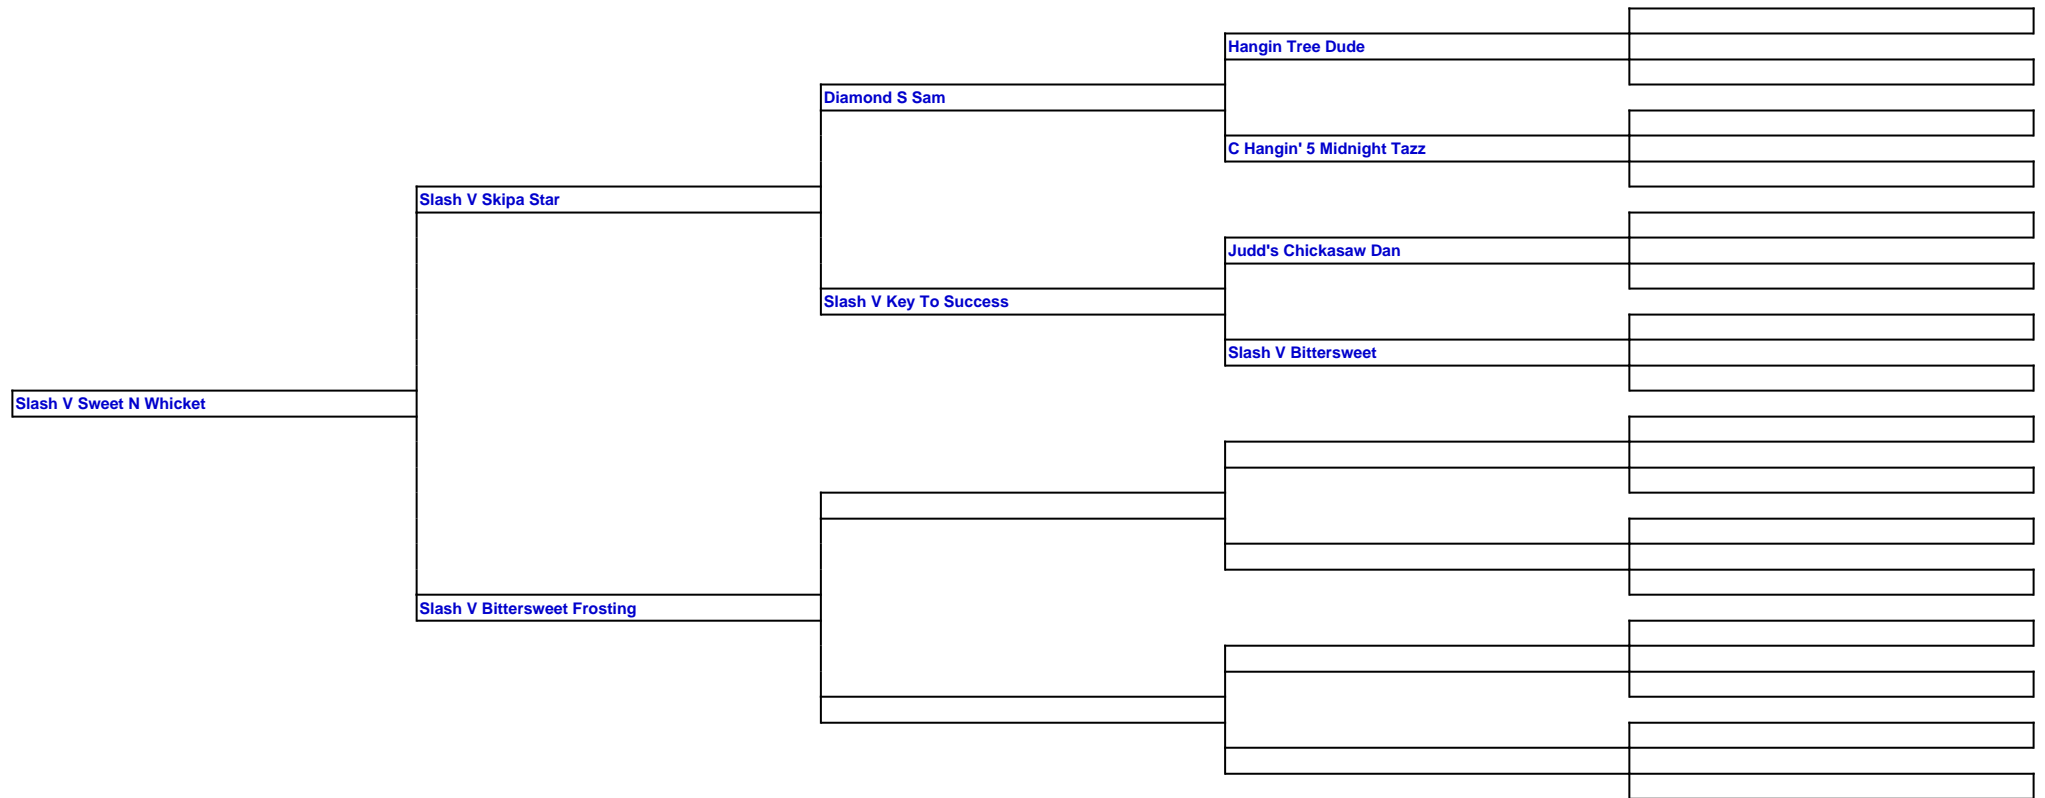 Hangin Tree Dude
Diamond S Sam
C Hangin' 5 Midnight Tazz
Slash V Skipa Star
Judd's Chickasaw Dan
Slash V Key To Success
Slash V Bittersweet
Slash V Sweet N Whicket
Slash V Bittersweet Frosting